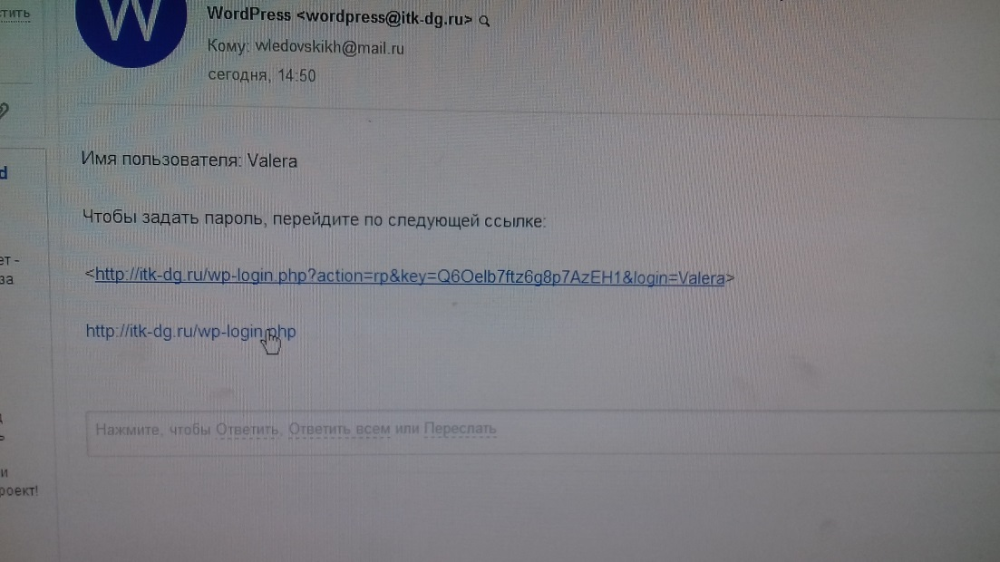 тить
W
WordPress <wordpress@itk-dg.ru>
Кому: wledovskikh@mail.ru
сегодня, 14:50
Имя пользователя: Valera
d
Чтобы задать пароль, перейдите по следующей ссылке:
ет -
за
<http://itk-dg.ru/wp-login.php?action=rp&key=Q6Oelb7ftz6g8p7AzEH1&login=Valera>
http://itk-dg.ru/wp-login.php
Нажмите, чтобы Ответить, Ответить всем или Переслать
и
роект!